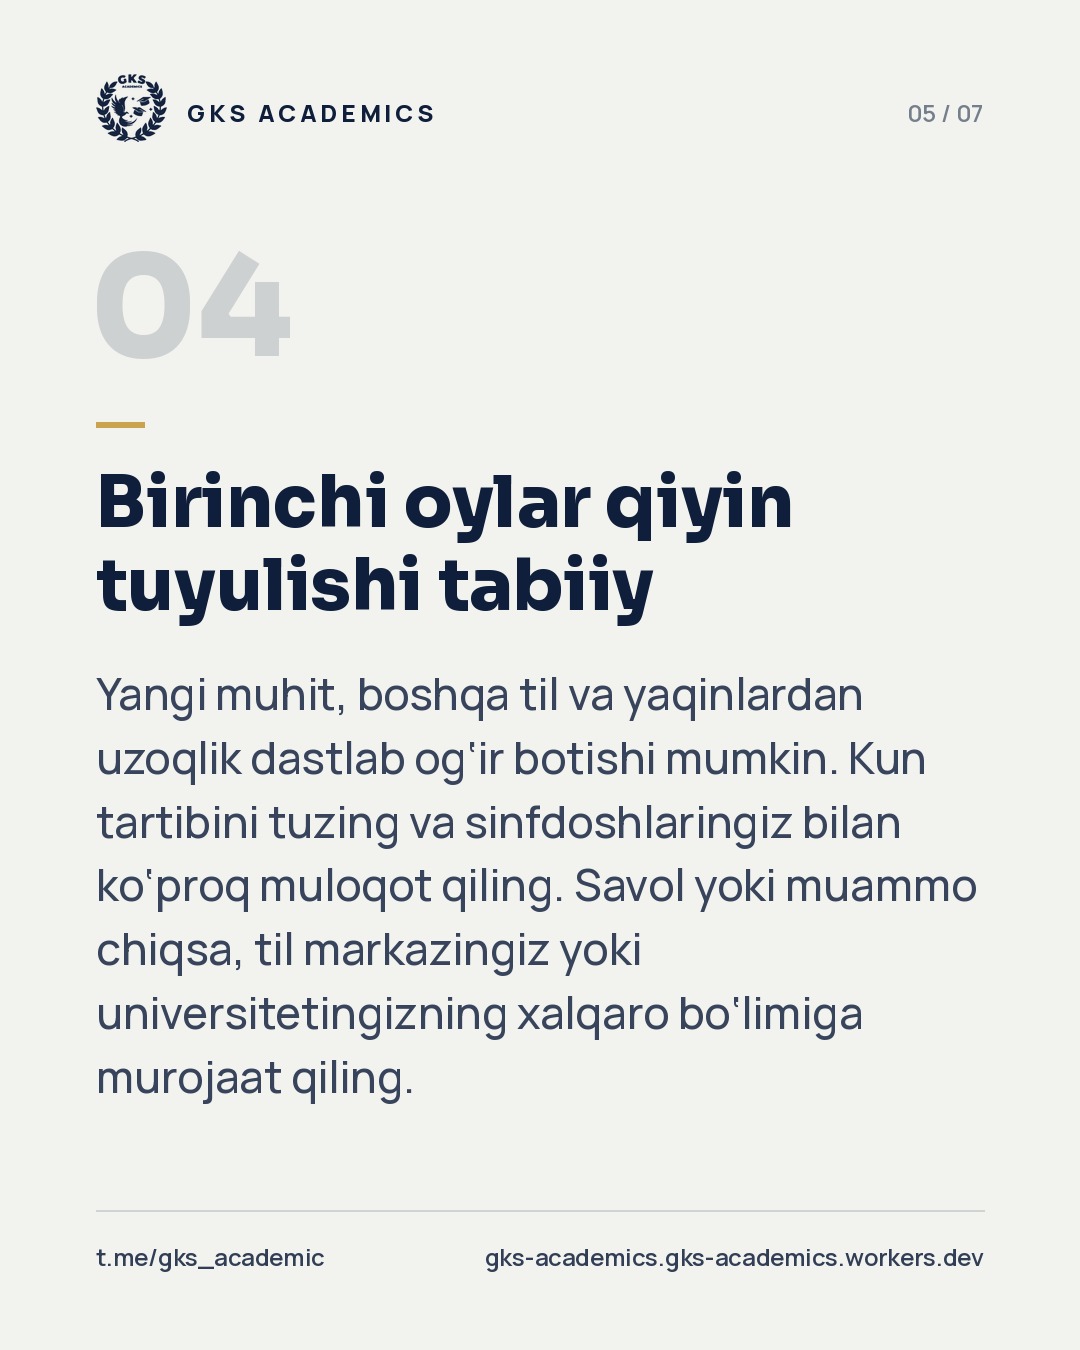 GKS
ACADEMICS
GKS ACADEMICS
05 / 07
04
Birinchi oylar qiyin
tuyulishi tabiiy
Yangi muhit, boshqa til va yaqinlardan
uzoqlik dastlab ogʻir botishi mumkin. Kun
tartibini tuzing va sinfdoshlaringiz bilan
koʻproq muloqot qiling. Savol yoki muammo
chiqsa, til markazingiz yoki
universitetingizning xalqaro boʻlimiga
murojaat qiling.
t.me/gks_academic
gks-academics.gks-academics.workers.dev